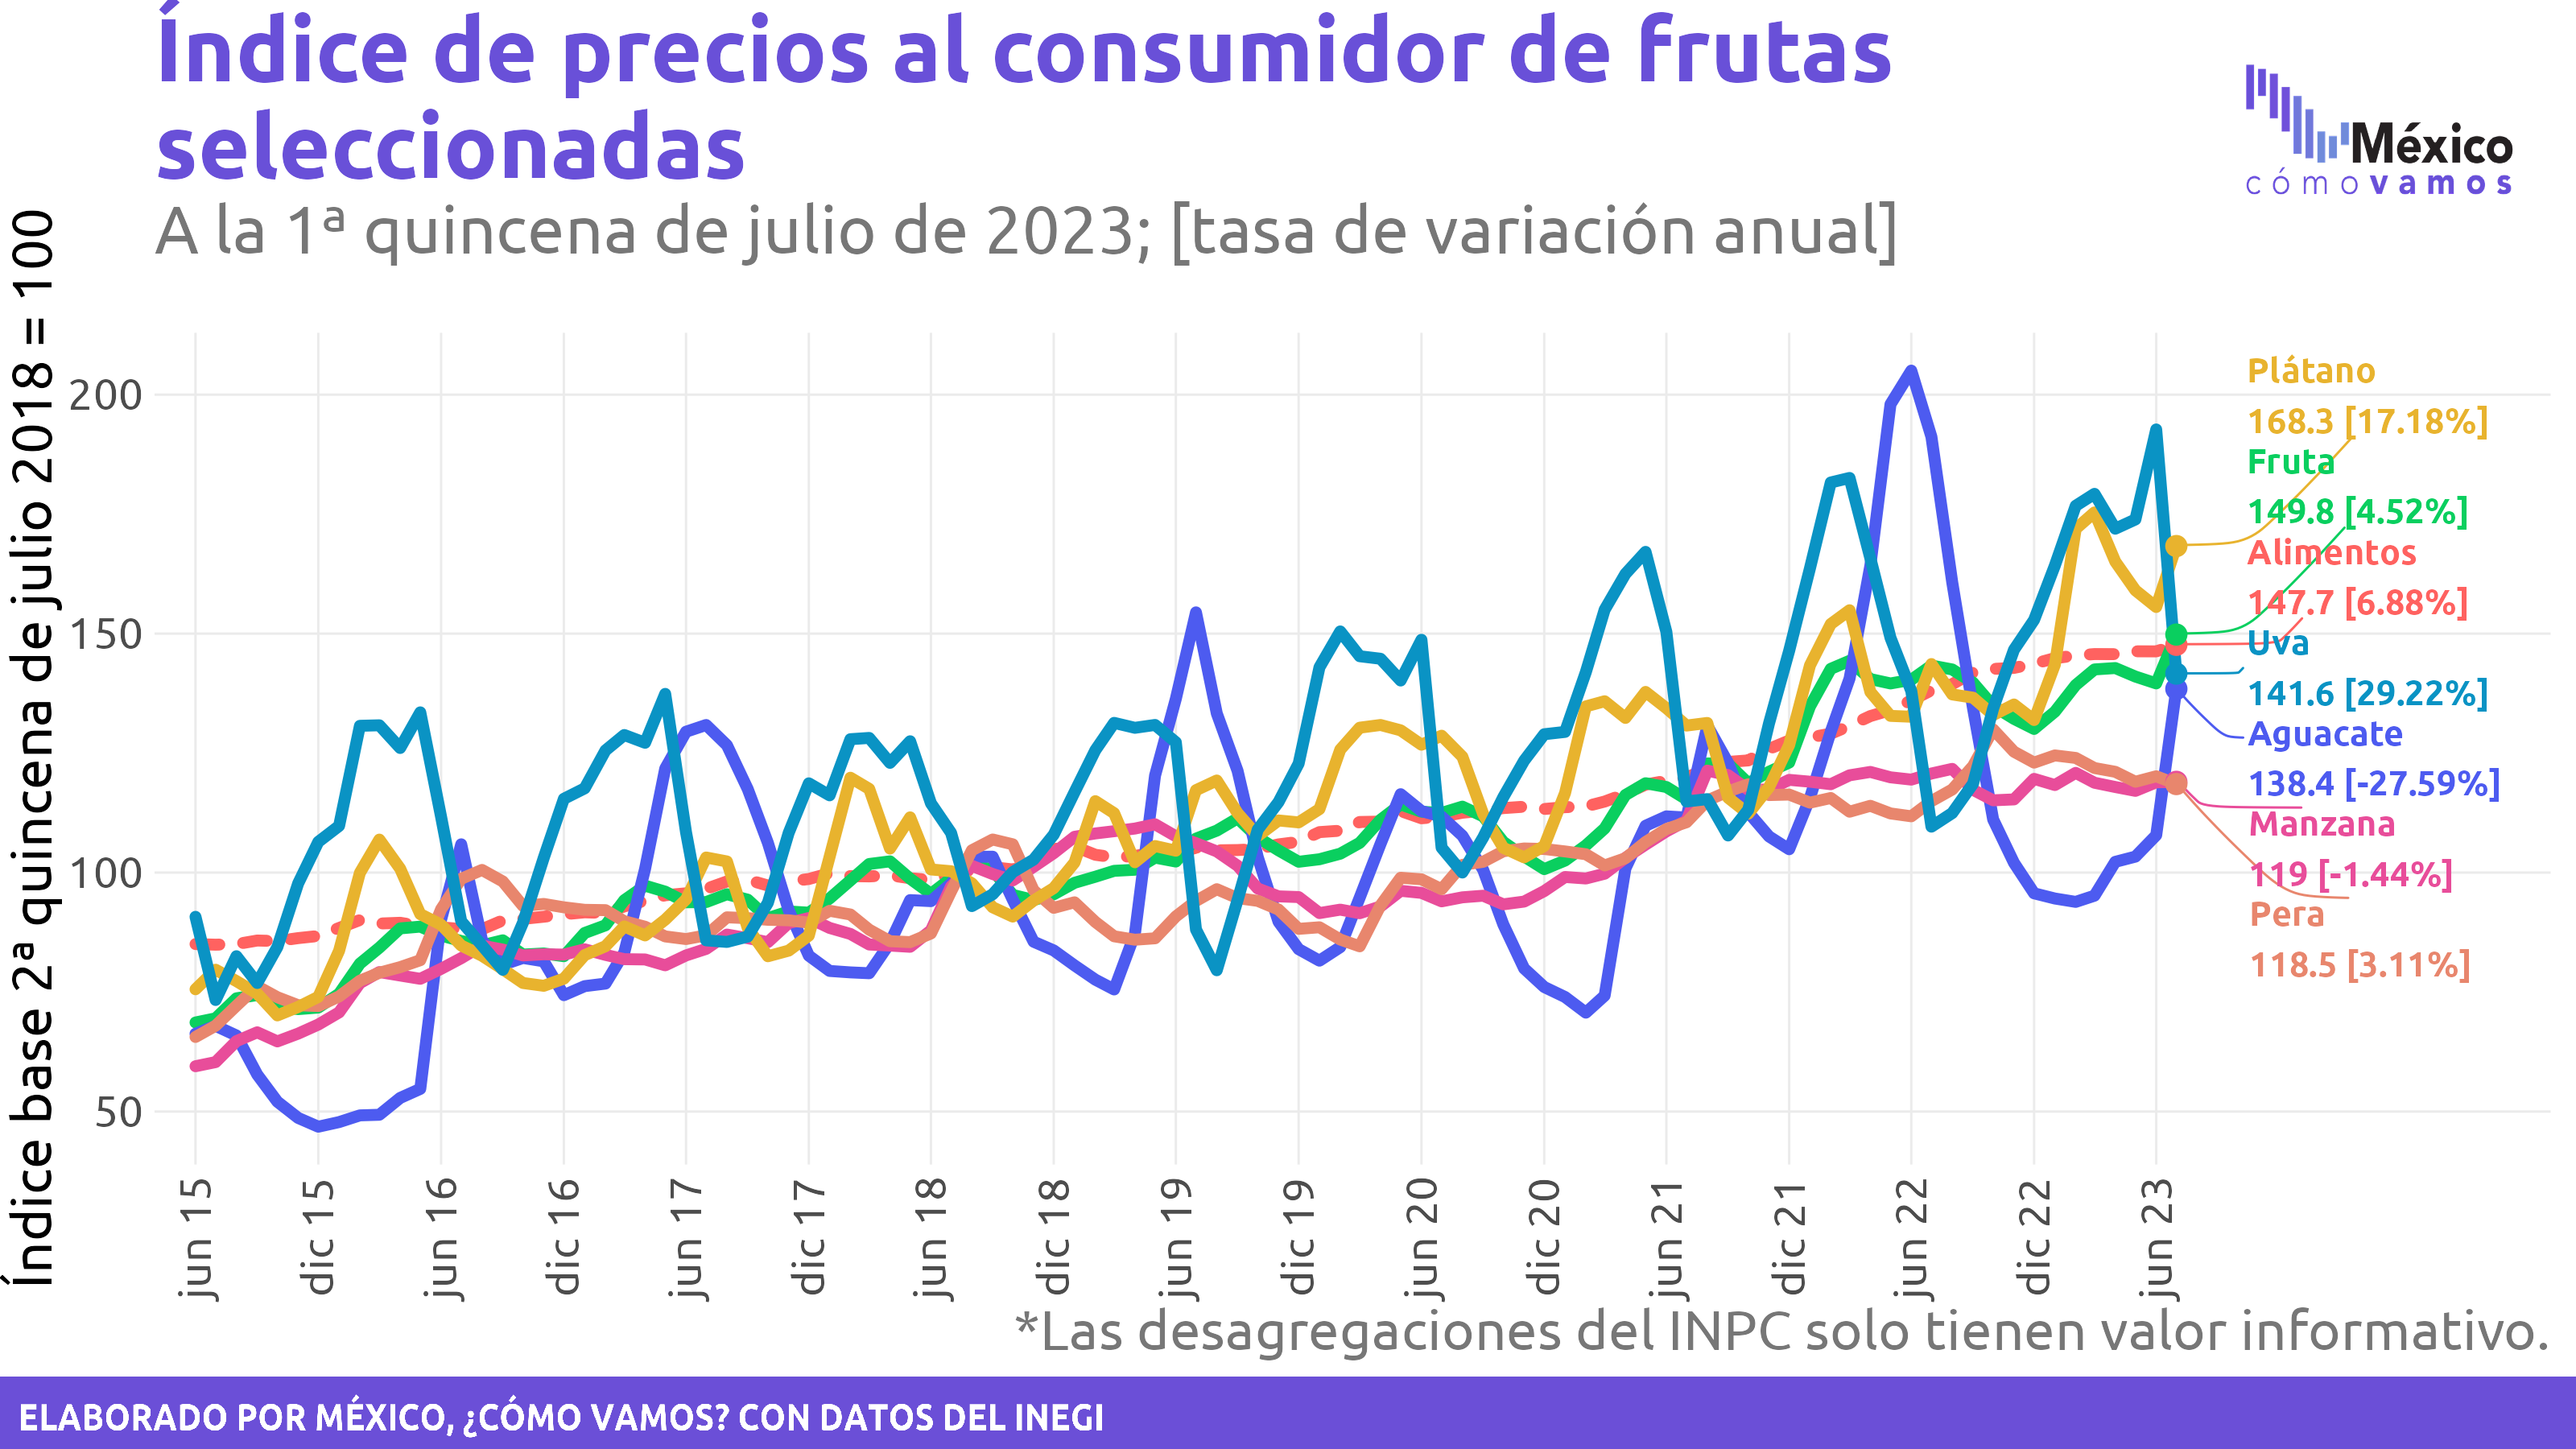 Índice de precios al consumidor de frutas
seleccionadas
A la 1ª quincena de julio de 2023; [tasa de variación anual]
México
cómo vamos
Índice base 2ª quincena de julio 2018 = 100
200
150
100
50
Plátano
168.3 [17.18%]
Fruta
149.8 [4.52%]
Alimentos
147.7 [6.88%]
Uva
141.6 [29.22%]
Aguacate
138.4 [-27.59%]
Manzana
119 [-1.44%]
Pera
118.5 [3.11%]
jun 15
dic 15
jun 16
dic 16
jun 17
dic 17
jun 18
dic 18
jun 19
dic 19
jun 20
dic 20
jun 21
dic 21
jun 22
dic 22
jun 23
*Las desagregaciones del INPC solo tienen valor informativo.
ELABORADO POR MÉXICO, ¿CÓMO VAMOS? CON DATOS DEL INEGI